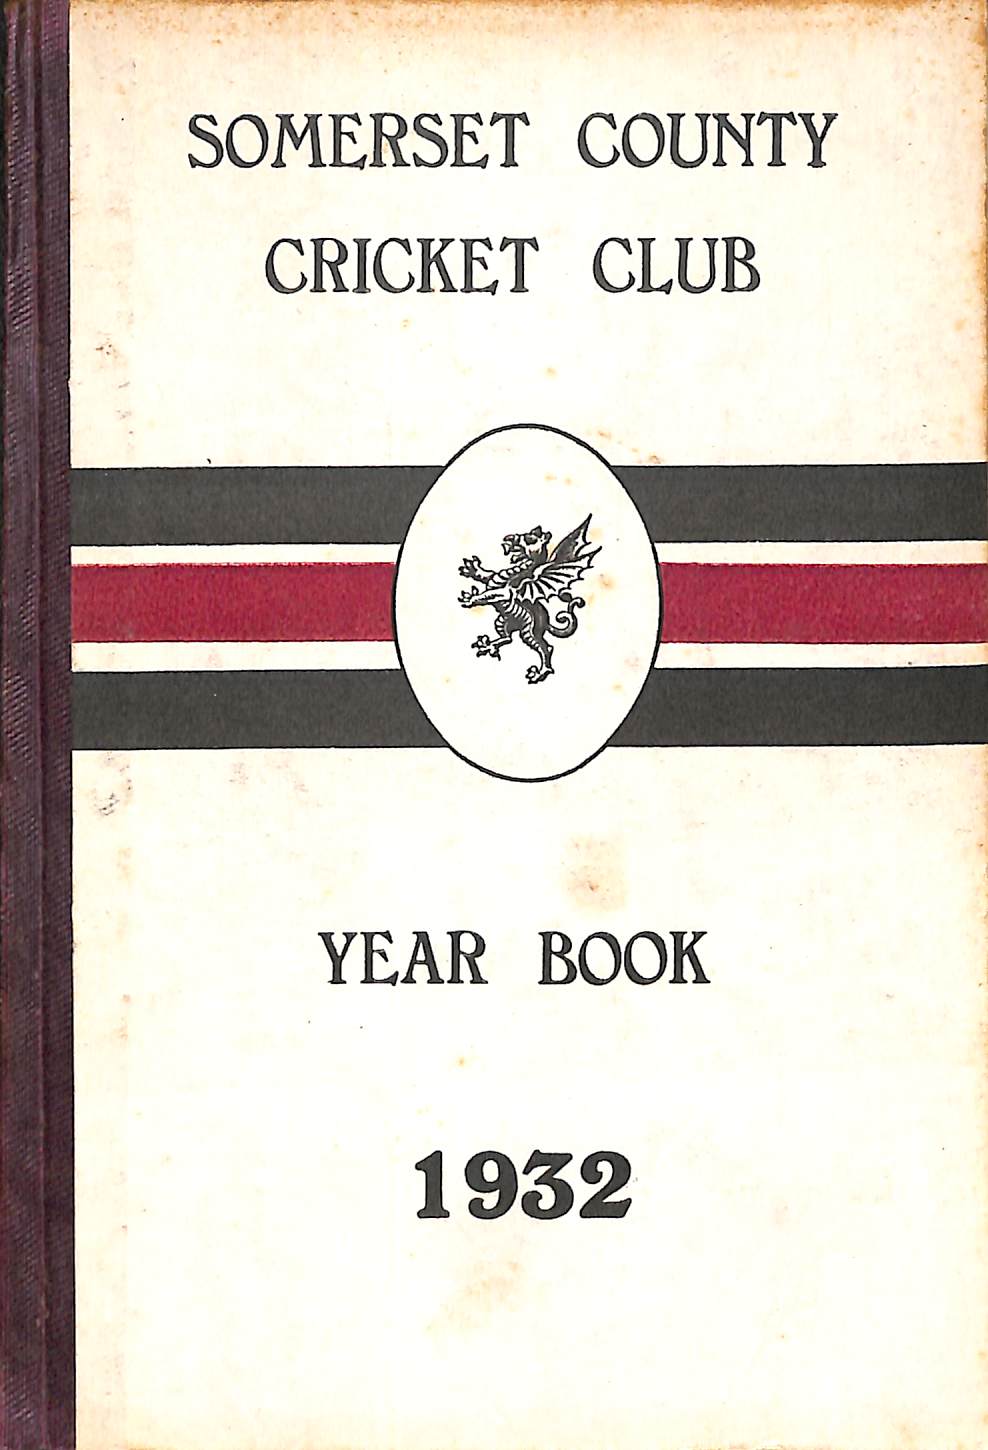 SOMERSET COUNTY
CRICKET CLUB
YEAR BOOK
1932